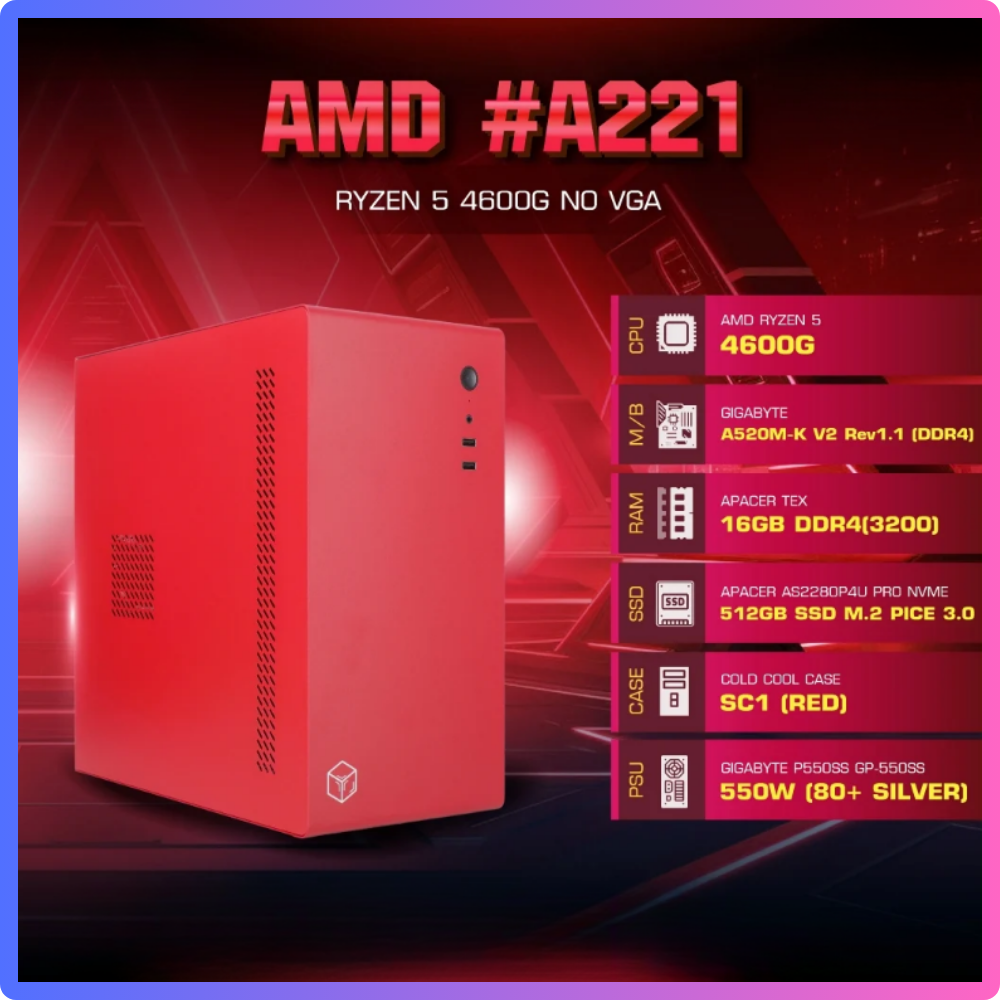 AMD #A221
RYZEN 5 4600G NO VGA
CPU
AMD RYZEN 5
4600G
M/B
GIGABYTE
A520M-K V2 Rev1.1 (DDR4)
RAM
APACER TEX
16GB DDR4(3200)
SSD
SSD
APACER AS2280P4U PRO NVME
512GB SSD M.2 PICE 3.0
CASE
COLD COOL CASE
SC1 (RED)
PSU
GIGABYTE P550SS GP-550SS
550W (80+ SILVER)